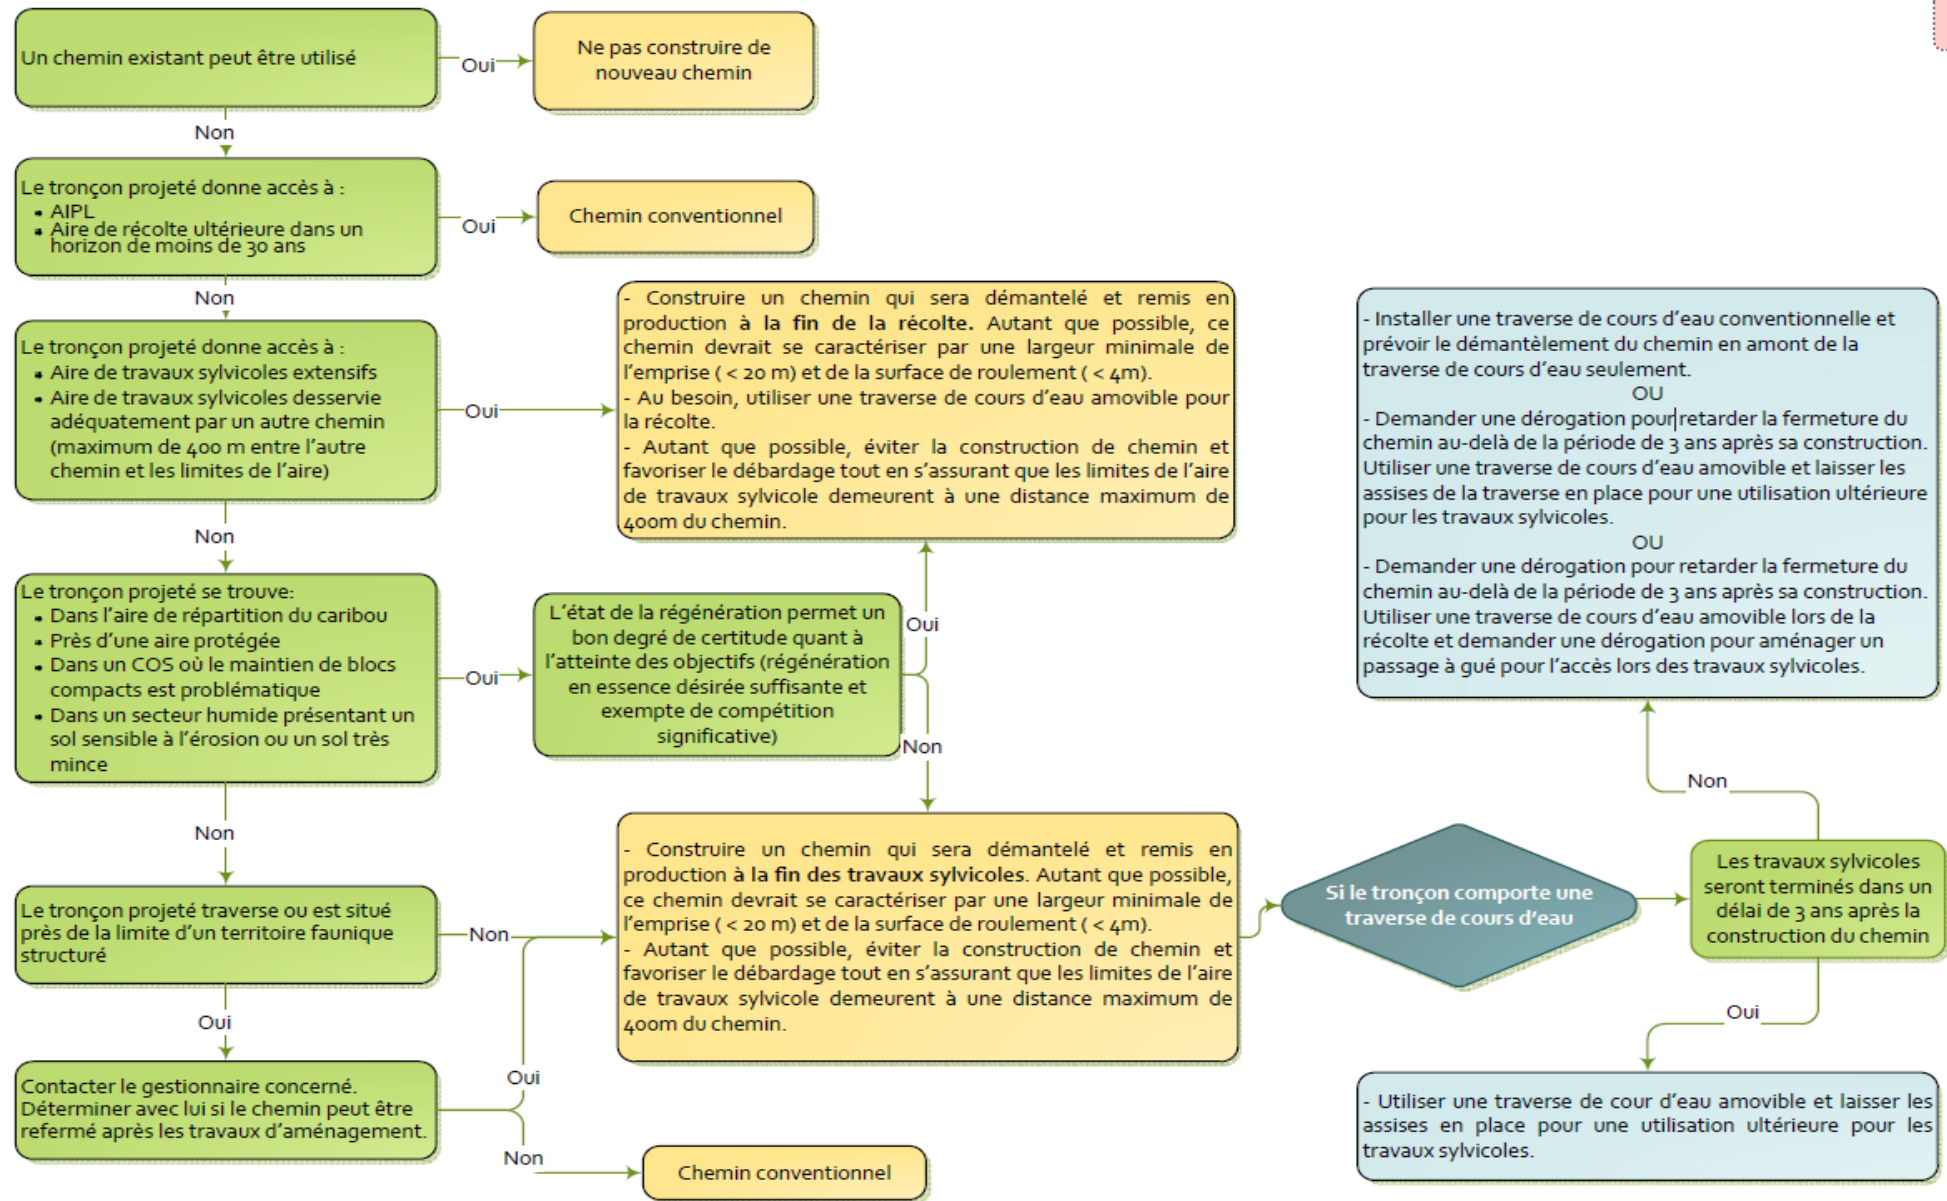 Un chemin existant peut être utilisé
Oui
Ne pas construire de
nouveau chemin
Non
Le tronçon projeté donne accès à :
• AIPL
• Aire de récolte ultérieure dans un
horizon de moins de 30 ans
Oui
Chemin conventionnel
Non
Le tronçon projeté donne accès à :
• Aire de travaux sylvicoles extensifs
• Aire de travaux sylvicoles desservie
adéquatement par un autre chemin
(maximum de 400 m entre l'autre
chemin et les limites de l'aire)
Oui
- Construire un chemin qui sera démantelé et remis en
production à la fin de la récolte. Autant que possible, ce
chemin devrait se caractériser par une largeur minimale de
l'emprise ( < 20 m) et de la surface de roulement ( < 4m).
- Au besoin, utiliser une traverse de cours d'eau amovible pour
la récolte.
- Autant que possible, éviter la construction de chemin et
favoriser le débardage tout en s'assurant que les limites de l'aire
de travaux sylvicole demeurent à une distance maximum de
400m du chemin.
Non
Le tronçon projeté se trouve:
• Dans l'aire de répartition du caribou
• Près d'une aire protégée
• Dans un COS où le maintien de blocs
compacts est problématique
• Dans un secteur humide présentant un
sol sensible à l'érosion ou un sol très
mince
Oui
L'état de la régénération permet un
bon degré de certitude quant à
l'atteinte des objectifs (régénération
en essence désirée suffisante et
exempte de compétition
significative)
Oui
Non
Non
Le tronçon projeté traverse ou est situé
près de la limite d'un territoire faunique
structuré
Non
Oui
Contacter le gestionnaire concerné.
Déterminer avec lui si le chemin peut être
refermé après les travaux d'aménagement.
Oui
Non
Chemin conventionnel
- Construire un chemin qui sera démantelé et remis en
production à la fin des travaux sylvicoles. Autant que possible,
ce chemin devrait se caractériser par une largeur minimale de
l'emprise ( < 20 m) et de la surface de roulement ( < 4m).
- Autant que possible, éviter la construction de chemin et
favoriser le débardage tout en s'assurant que les limites de l'aire
de travaux sylvicole demeurent à une distance maximum de
400m du chemin.
Si le tronçon comporte une
traverse de cours d'eau
Les travaux sylvicoles
seront terminés dans un
délai de 3 ans après la
construction du chemin
Non
- Installer une traverse de cours d'eau conventionnelle et
prévoir le démantèlement du chemin en amont de la
traverse de cours d'eau seulement.
OU
- Demander une dérogation pour retarder la fermeture du
chemin au-delà de la période de 3 ans après sa construction.
Utiliser une traverse de cours d'eau amovible et laisser les
assises de la traverse en place pour une utilisation ultérieure
pour les travaux sylvicoles.
OU
- Demander une dérogation pour retarder la fermeture du
chemin au-delà de la période de 3 ans après sa construction.
Utiliser une traverse de cours d'eau amovible lors de la
récolte et demander une dérogation pour aménager un
passage à gué pour l'accès lors des travaux sylvicoles.
Oui
- Utiliser une traverse de cour d'eau amovible et laisser les
assises en place pour une utilisation ultérieure pour les
travaux sylvicoles.